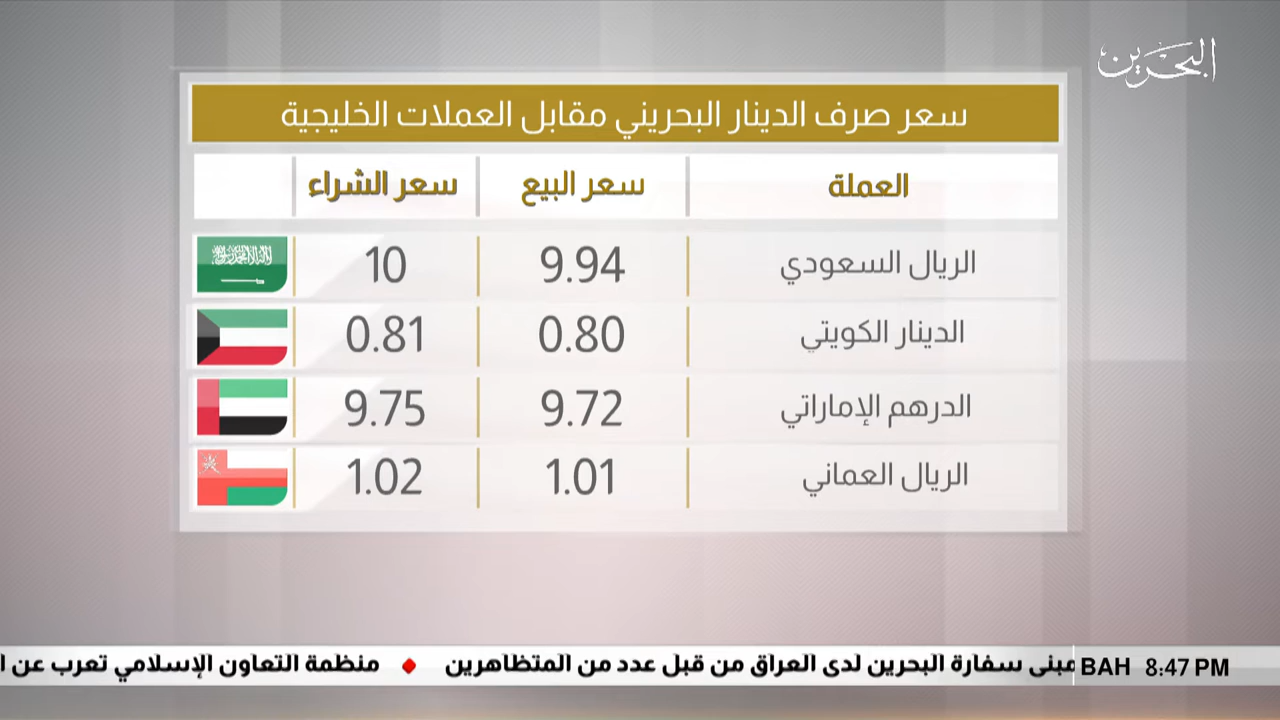 البحرين
سعر صرف الدينار البحريني مقابل العملات الخليجية
العملة سعر البيع سعر الشراء
الريال السعودي 9.94 10
الدينار الكويتي 0.80 0.81
الدرهم الإماراتي 9.72 9.75
الريال العماني 1.01 1.02
BAH 8:47 PM
مبنى سفارة البحرين لدى العراق من قبل عدد من المتظاهرين ♦ منظمة التعاون الإسلامي تعرب عن ا